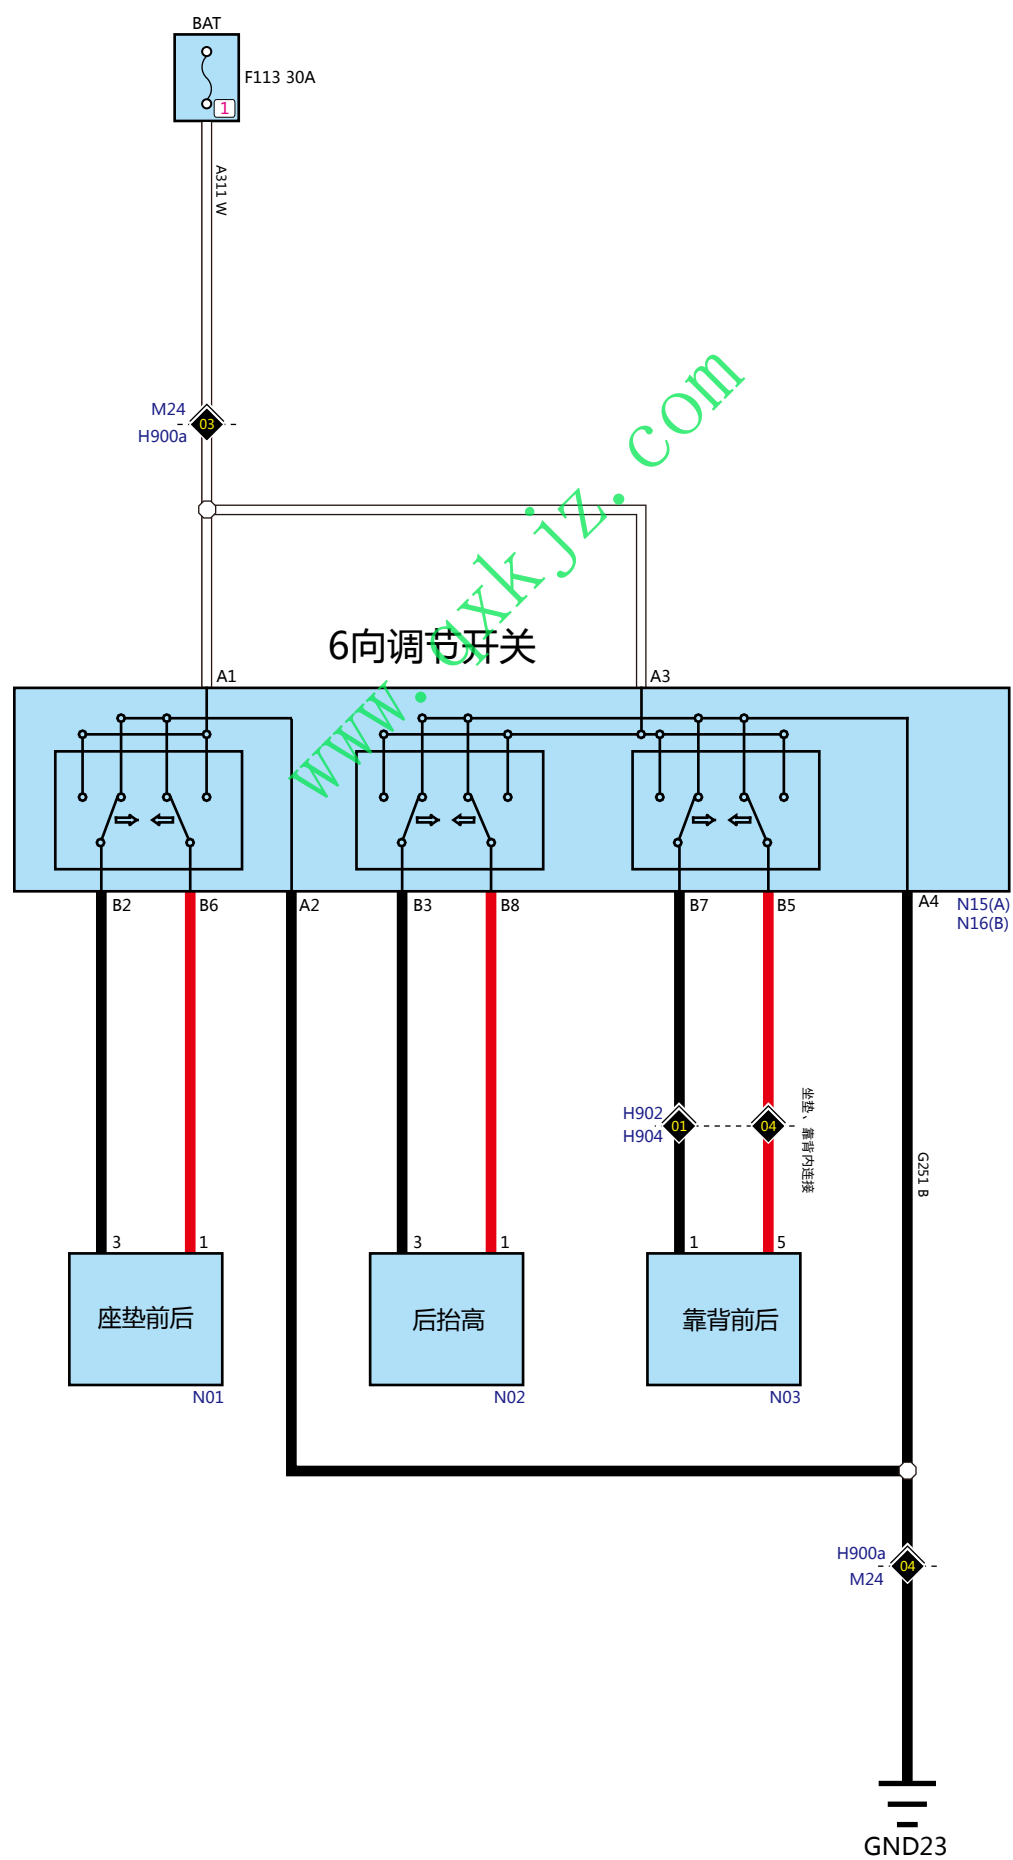 BAT
F113 30A
1
A311 W
M24
03
H900a
www.qxkjz.com
6向调节开关
A1
A3
B2
B6
A2
B3
B8
B7
B5
A4
N15(A)
N16(B)
H902
H904
01
04
坐垫、靠背内连接
G251 B
3
1
3
1
1
5
座垫前后
后抬高
靠背前后
N01
N02
N03
H900a
04
M24
GND23